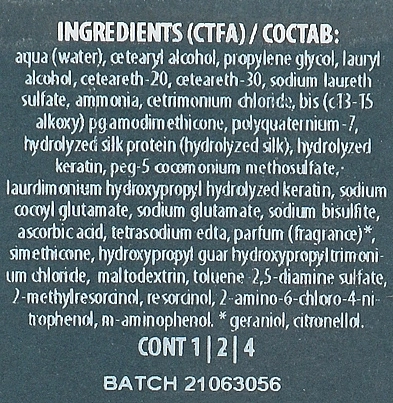 INGREDIENTS (CTFA) / СОСТАВ:
aqua (water), cetearyl alcohol, propylene glycol, lauryl
alcohol, ceteareth-20, ceteareth-30, sodium laureth
sulfate, ammonia, cetrimonium chloride, bis (c13-15
alkoxy) pg amodimethicone, polyquaternium-7,
hydrolyzed silk protein (hydrolyzed silk), hydrolyzed
keratin, peg-5 cocomonium methosulfate,
laurdimonium hydroxypropyl hydrolyzed keratin, sodium
cocoyl glutamate, sodium glutamate, sodium bisulfite,
ascorbic acid, tetrasodium edta, parfum (fragrance)*,
simethicone, hydroxypropyl guar hydroxypropyltrimoni-
um chloride, maltodextrin, toluene 2,5-diamine sulfate,
2-methylresorcinol, resorcinol, 2-amino-6-chloro-4-ni-
trophenol, m-aminophenol. * geraniol, citronellol.
CONT 1 | 2 | 4
BATCH 21063056